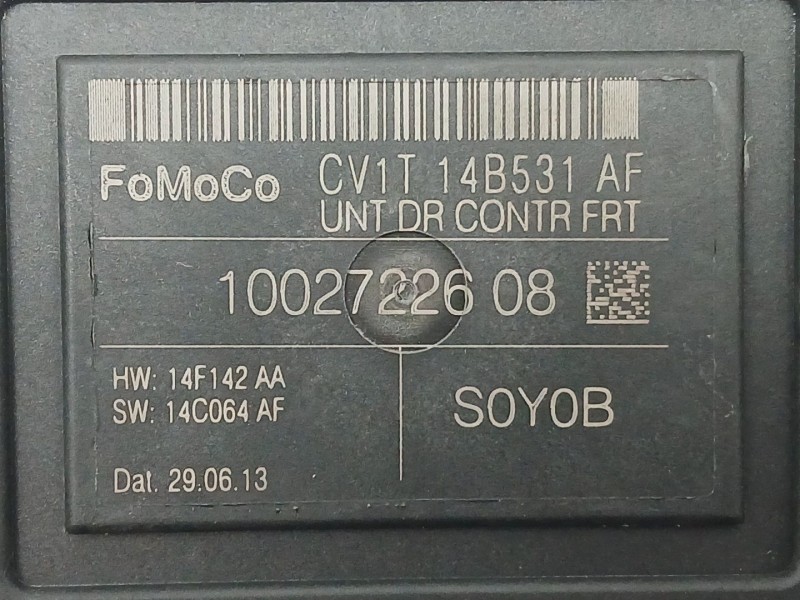 FoMoCo CV1T 14B531 AF
UNT DR CONTR FRT
10027226 08
HW: 14F142 AA
SW: 14C064 AF
S0Y0B
Dat. 29.06.13